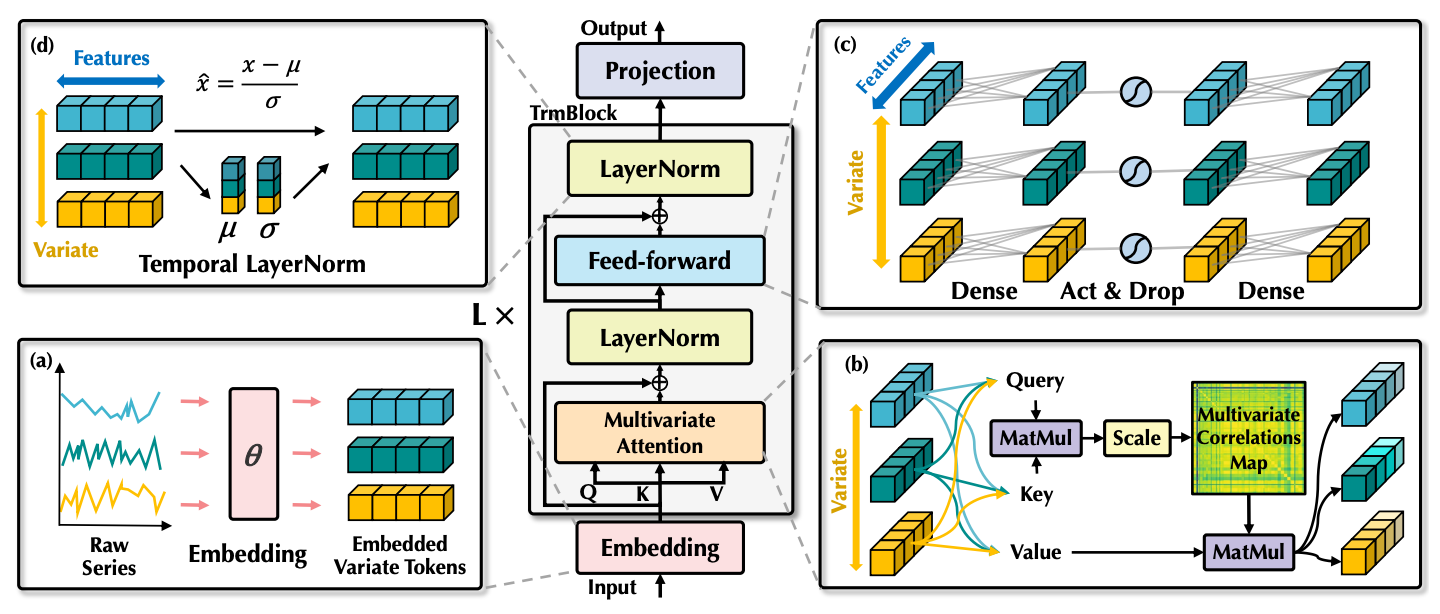 (d)
Features
x̂ = (x − μ) / σ
μ
σ
Variate
Temporal LayerNorm
(a)
θ
Raw
Series
Embedding
Embedded
Variate Tokens
Output
Projection
TrmBlock
LayerNorm
Feed-forward
L ×
LayerNorm
Multivariate
Attention
Q
K
V
Embedding
Input
(c)
Features
Variate
Dense
Act & Drop
Dense
(b)
Variate
Query
MatMul
Scale
Multivariate
Correlations
Map
Key
Value
MatMul